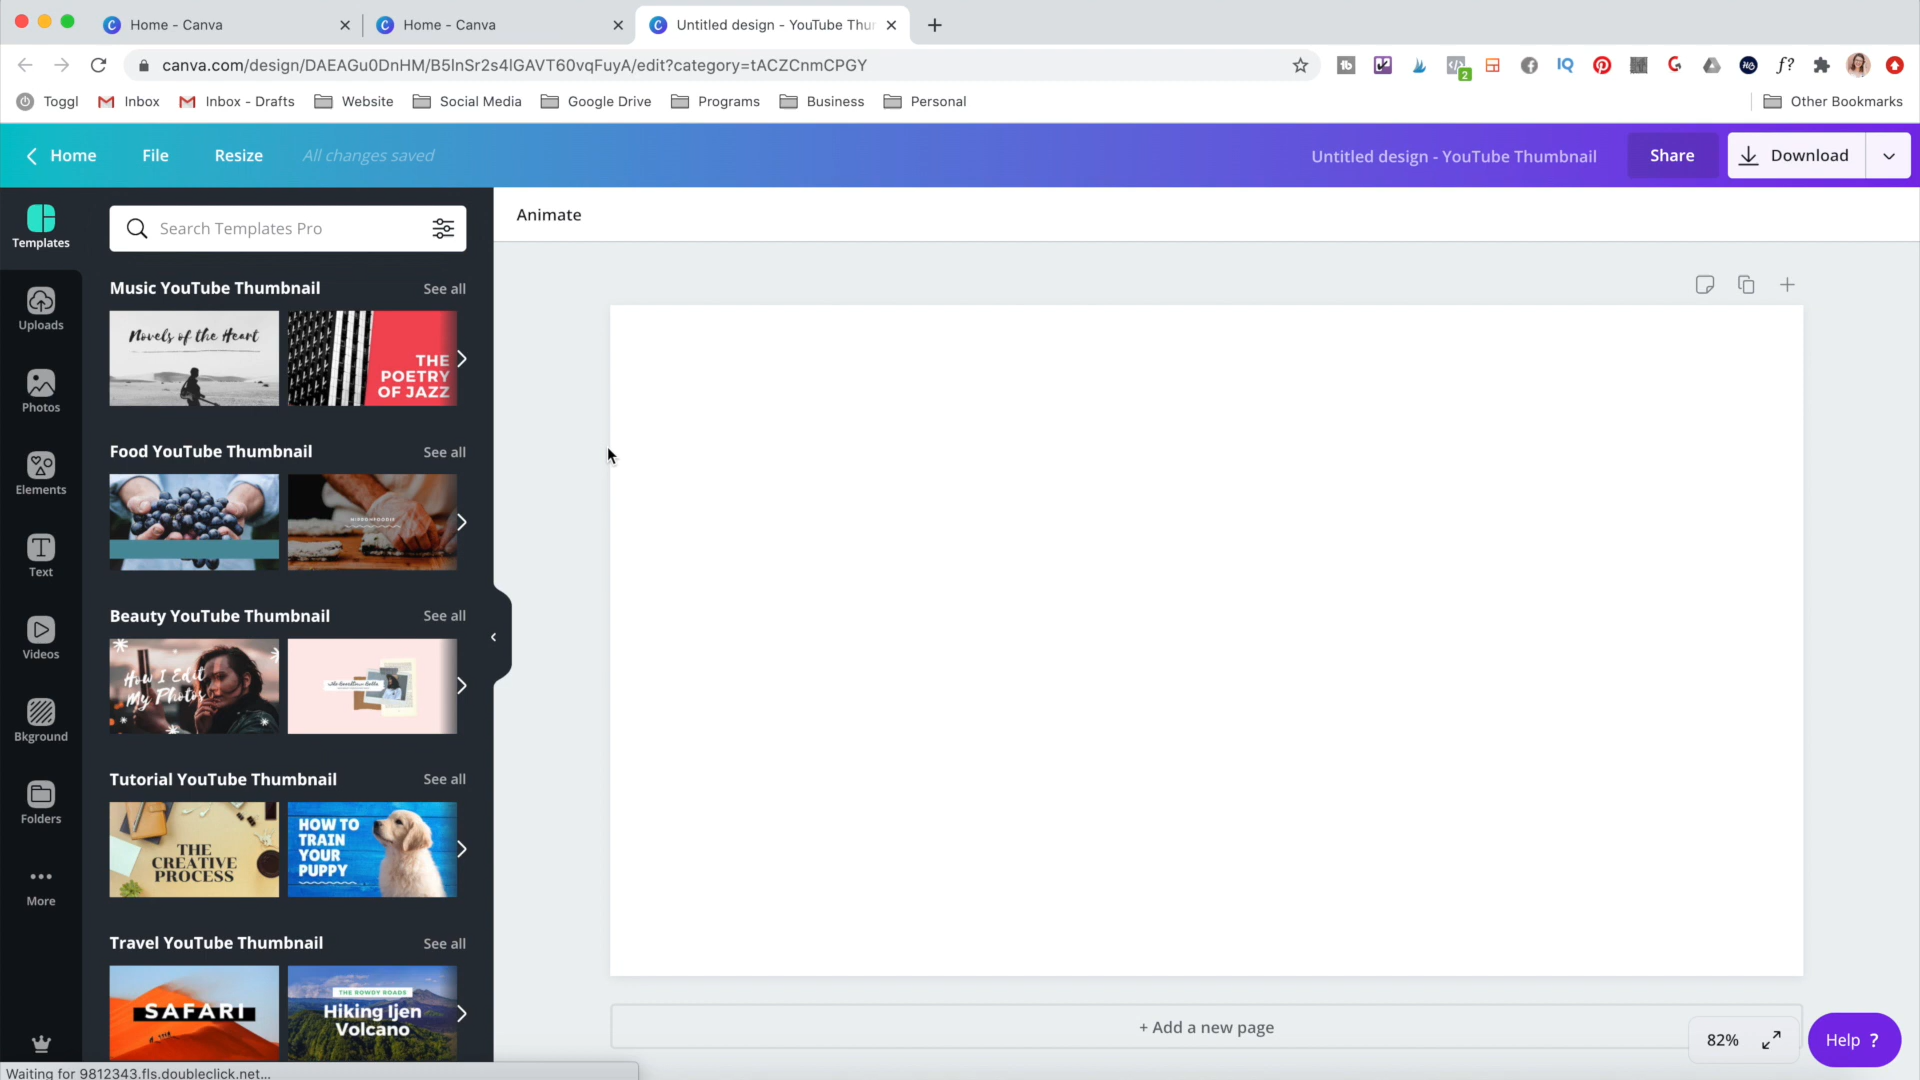 Home - Canva
Home - Canva
Untitled design - YouTube Thu
canva.com/design/DAEAGu0DnHM/B5lnSr2s4lGAVT60vqFuyA/edit?category=tACZCnmCPGY
Toggl
Inbox
Inbox - Drafts
Website
Social Media
Google Drive
Programs
Business
Personal
Other Bookmarks
Home
File
Resize
All changes saved
Untitled design - YouTube Thumbnail
Share
Download
Templates
Uploads
Photos
Elements
Text
Videos
Bkground
Folders
More
Search Templates Pro
Music YouTube Thumbnail
See all
Novels of the Heart
THE
POETRY
OF JAZZ
Food YouTube Thumbnail
See all
Beauty YouTube Thumbnail
See all
How I Edit
My Photos
Tutorial YouTube Thumbnail
See all
THE
CREATIVE
PROCESS
HOW TO
TRAIN
YOUR
PUPPY
Travel YouTube Thumbnail
See all
SAFARI
THE ROWDY ROADS
Hiking Ijen
Volcano
Animate
+ Add a new page
82%
Help ?
Waiting for 9812343.fls.doubleclick.net...